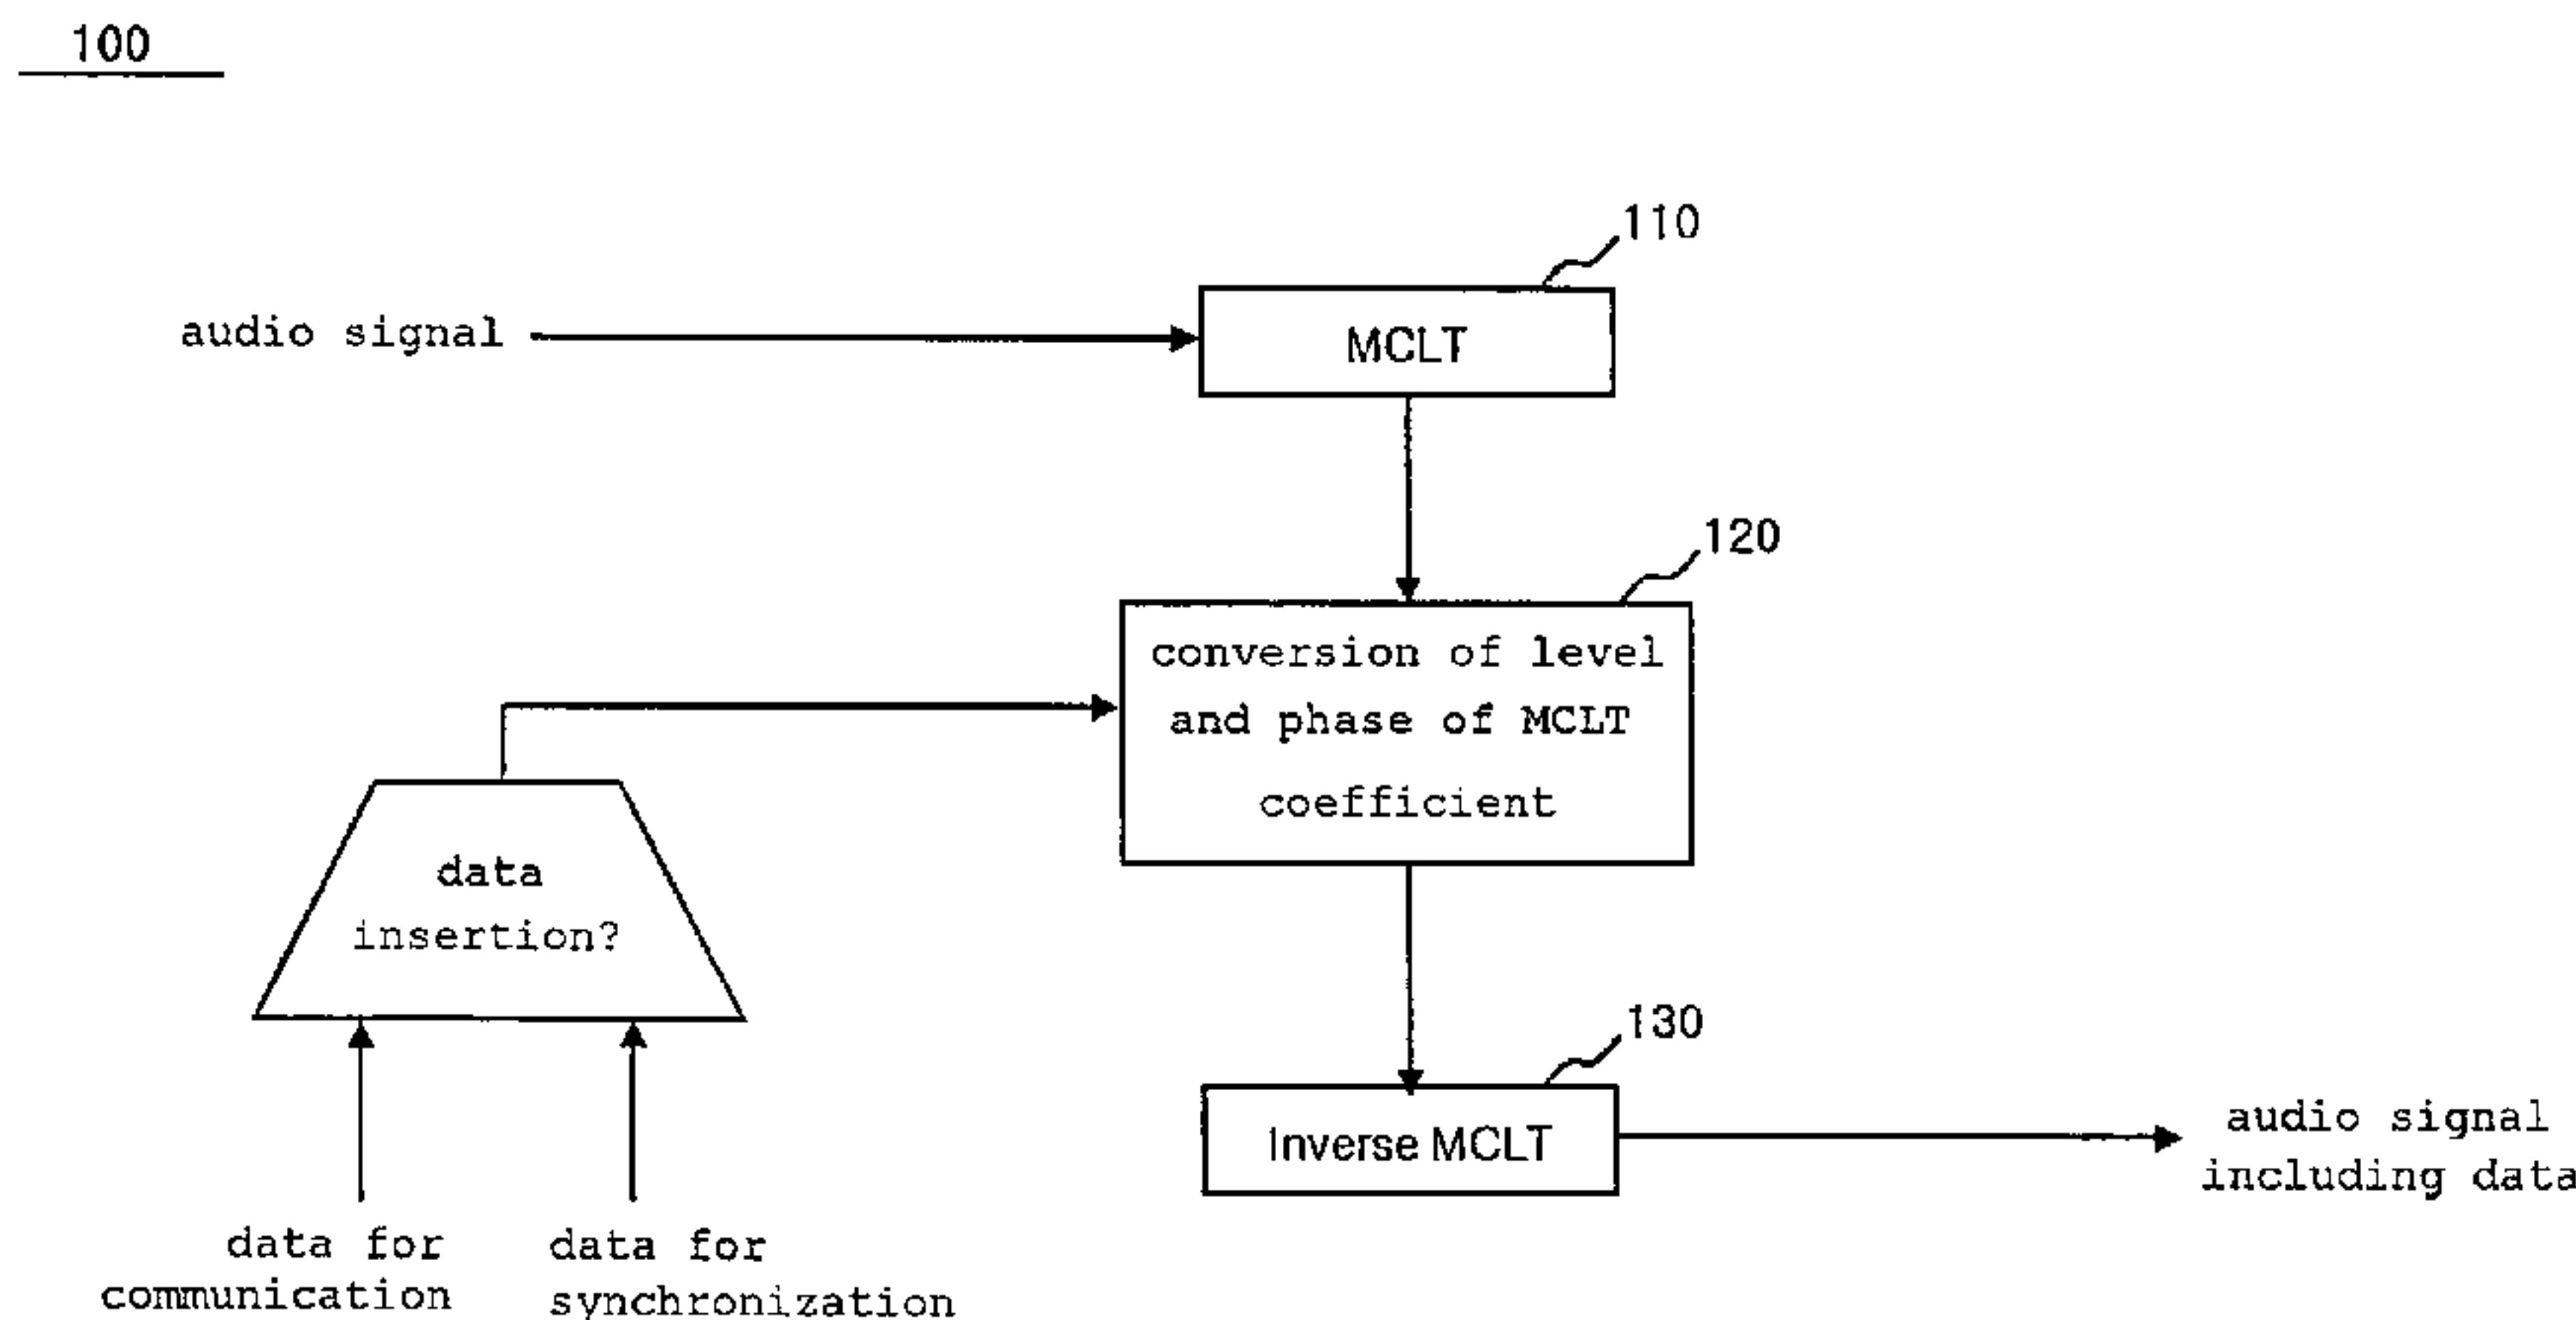 100
110
audio signal
MCLT
120
conversion of level
and phase of MCLT
coefficient
data
insertion?
130
Inverse MCLT
audio signal
including data
data for
communication
data for
synchronization